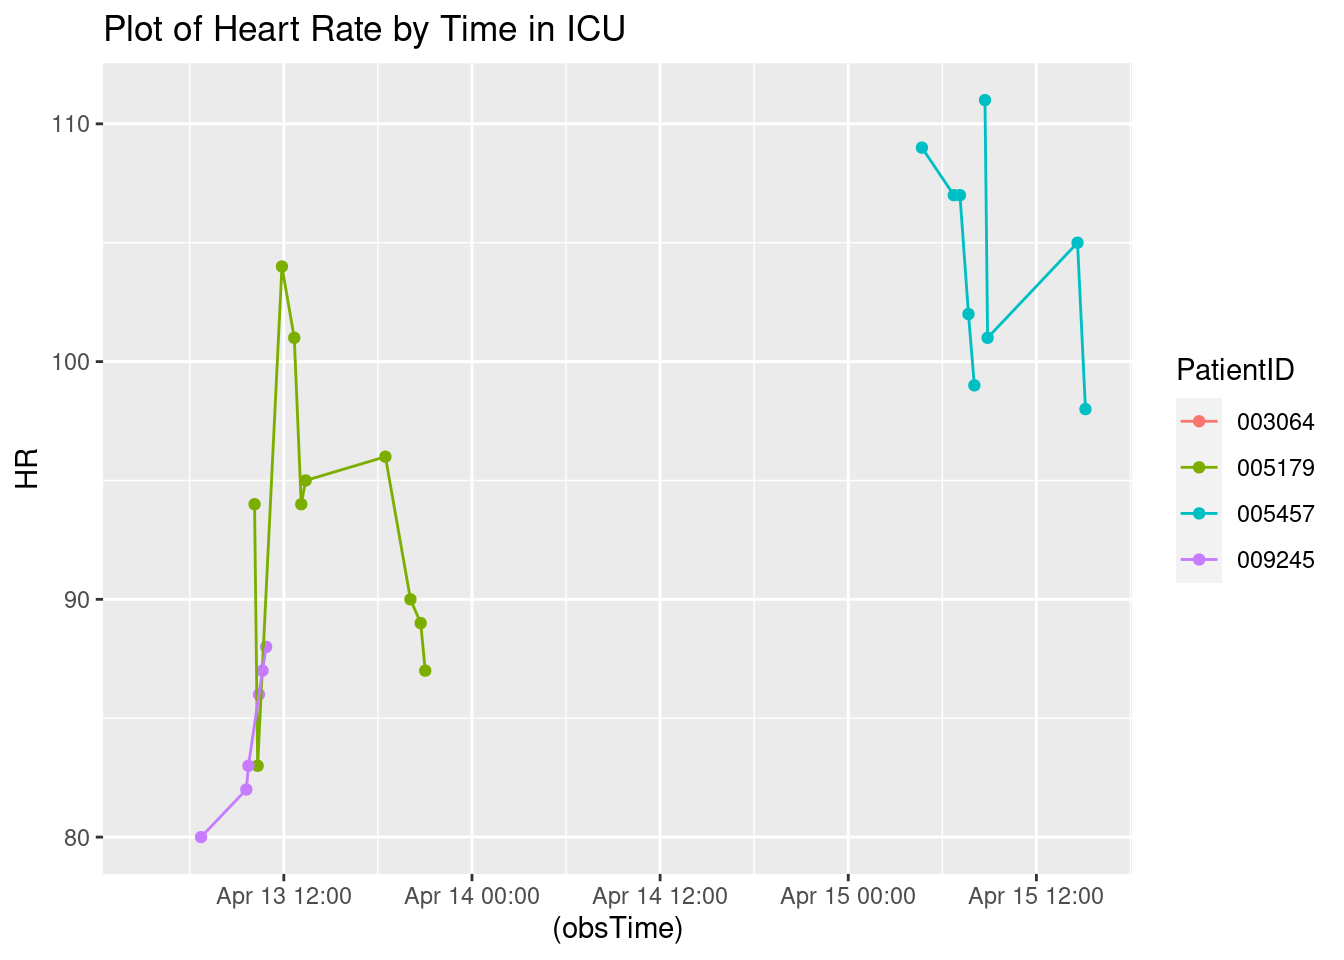 Plot of Heart Rate by Time in ICU
110
100
90
80
HR
Apr 13 12:00 Apr 14 00:00 Apr 14 12:00 Apr 15 00:00 Apr 15 12:00
(obsTime)
PatientID
003064
005179
005457
009245